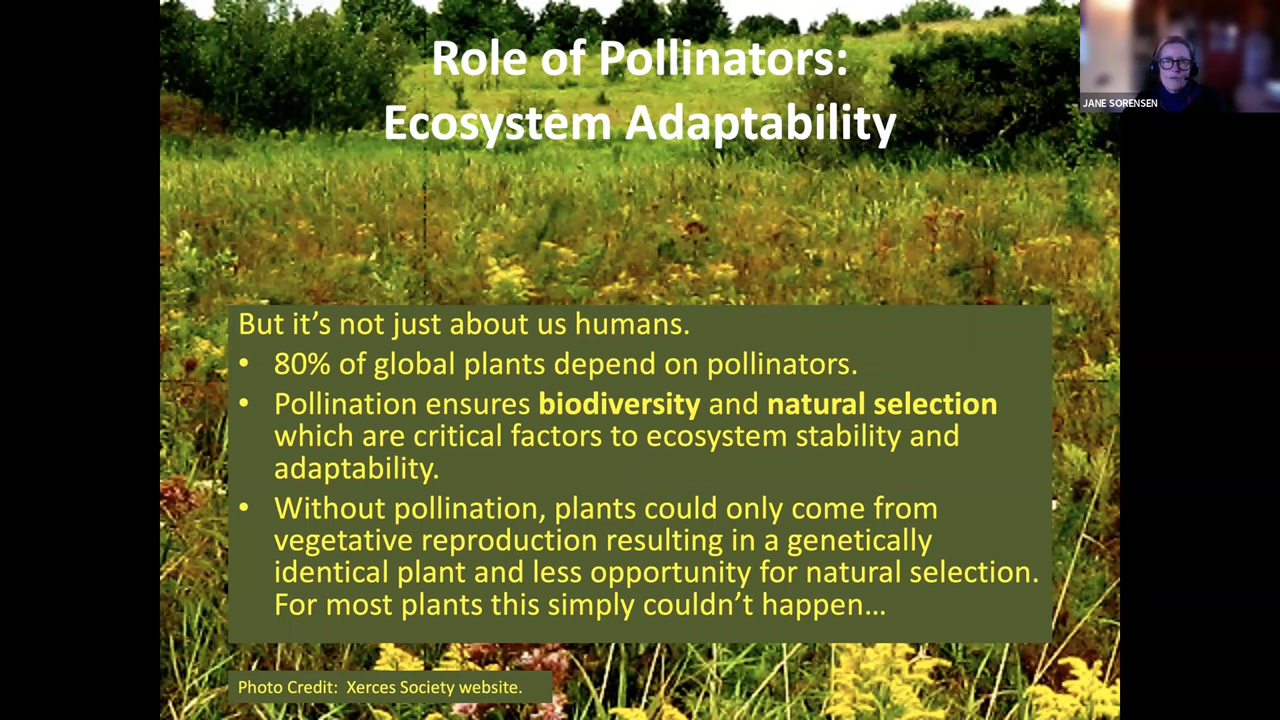 Role of Pollinators:
Ecosystem Adaptability
JANE SORENSEN
But it’s not just about us humans.
• 80% of global plants depend on pollinators.
• Pollination ensures biodiversity and natural selection
which are critical factors to ecosystem stability and
adaptability.
• Without pollination, plants could only come from
vegetative reproduction resulting in a genetically
identical plant and less opportunity for natural selection.
For most plants this simply couldn’t happen…
Photo Credit: Xerces Society website.